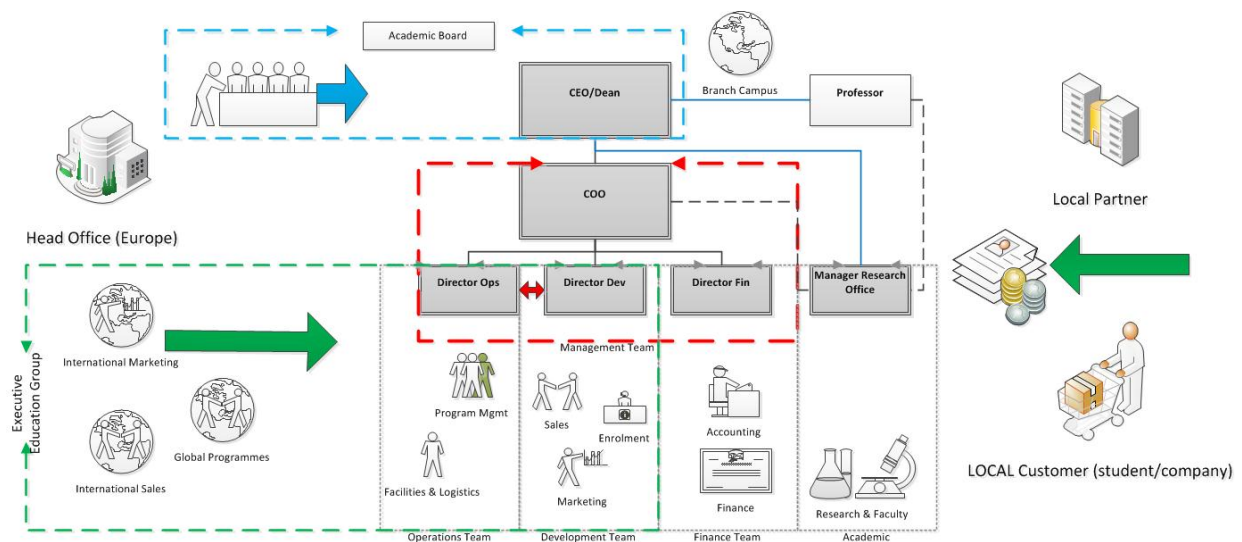 Academic Board
CEO/Dean
Branch Campus
Professor
COO
Head Office (Europe)
Local Partner
Director Ops
Director Dev
Director Fin
Manager Research
Office
Management Team
Executive
Education Group
International Marketing
Global Programmes
International Sales
Program Mgmt
Facilities & Logistics
Sales
Enrolment
Marketing
Accounting
Finance
Research & Faculty
LOCAL Customer (student/company)
Operations Team
Development Team
Finance Team
Academic